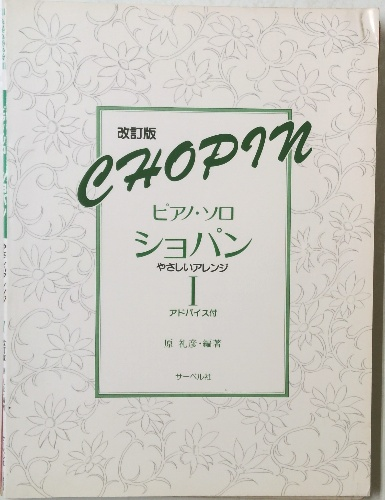 改訂版
CHOPIN
ピアノ・ソロ
ショパン
やさしいアレンジ
I
アドバイス付
原 礼彦・編著
サーベル社